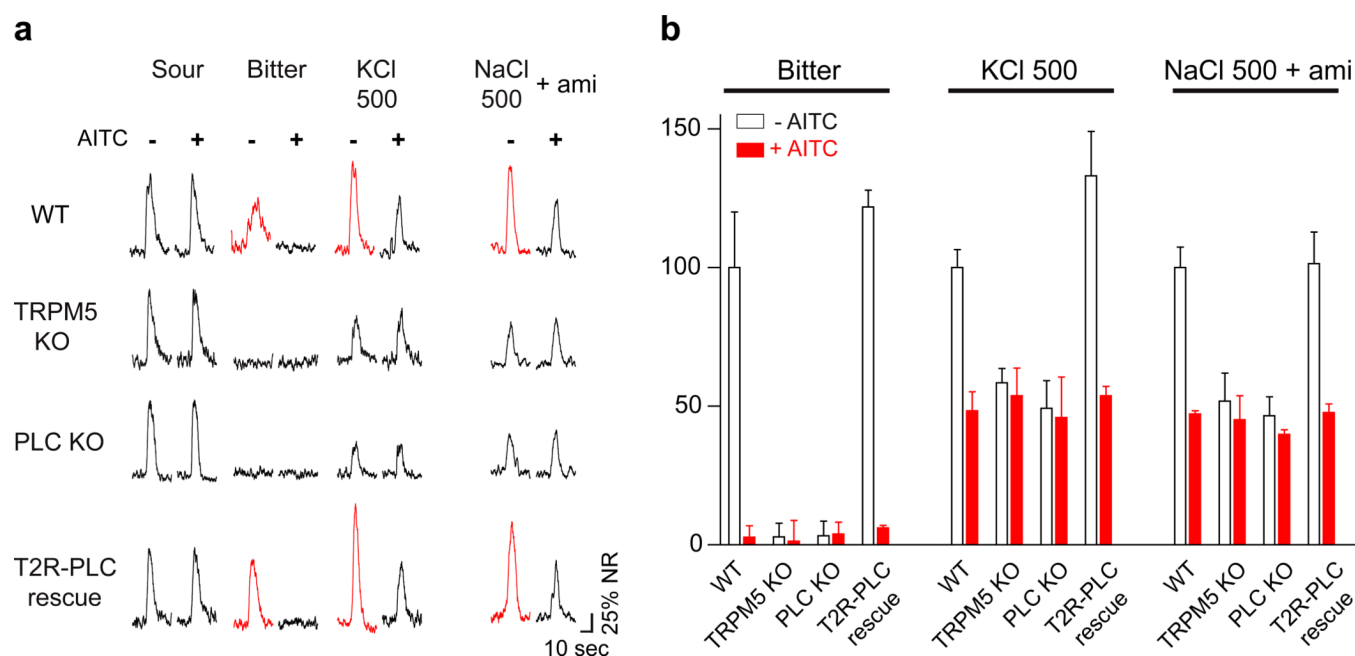 a
Sour
Bitter
KCl
500
NaCl
500
+ ami
AITC
-
+
-
+
-
+
-
+
WT
TRPM5
KO
PLC KO
T2R-PLC
rescue
25% NR
10 sec
b
Bitter
KCl 500
NaCl 500 + ami
- AITC
+ AITC
150
100
50
0
WT
TRPM5 KO
PLC KO
T2R-PLC
rescue
WT
TRPM5 KO
PLC KO
T2R-PLC
rescue
WT
TRPM5 KO
PLC KO
T2R-PLC
rescue